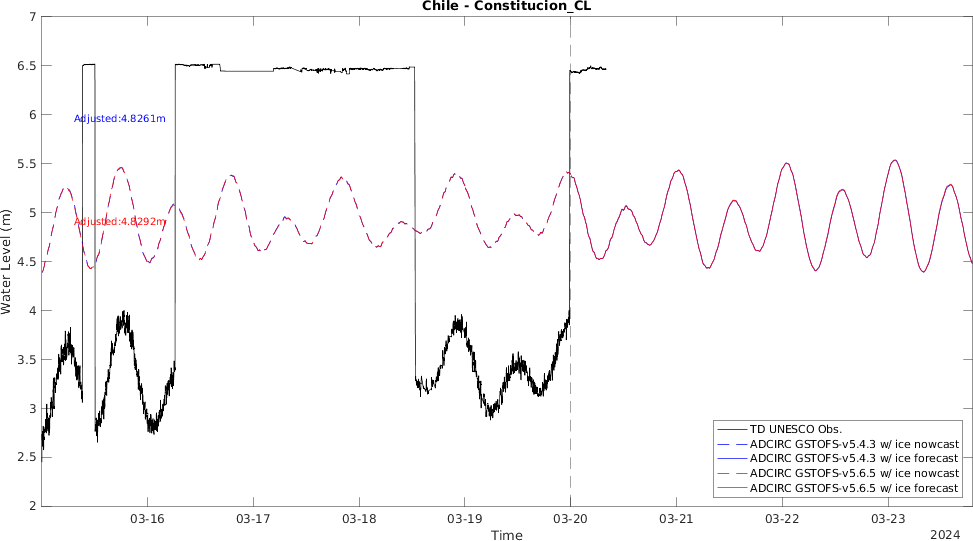 Chile - Constitucion_CL
7
6.5
6
5.5
5
4.5
4
3.5
3
2.5
2
Water Level (m)
Adjusted:4.8261m
Adjusted:4.8292m
TD UNESCO Obs.
ADCIRC GSTOFS-v5.4.3 w/ ice nowcast
ADCIRC GSTOFS-v5.4.3 w/ ice forecast
ADCIRC GSTOFS-v5.6.5 w/ ice nowcast
ADCIRC GSTOFS-v5.6.5 w/ ice forecast
03-16 03-17 03-18 03-19 03-20 03-21 03-22 03-23
Time
2024